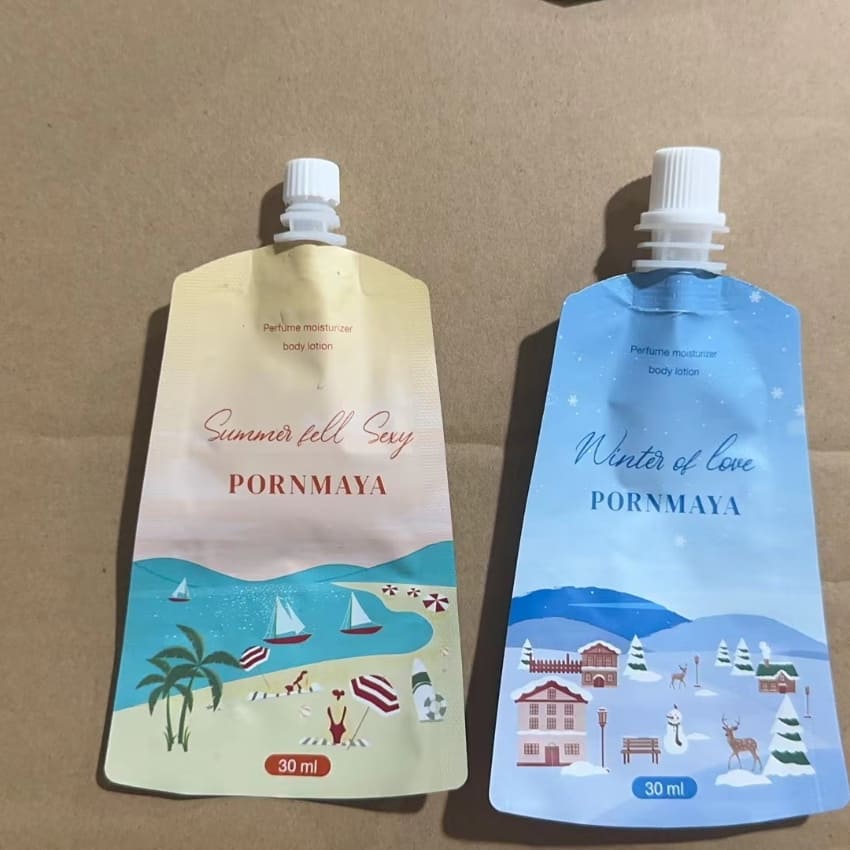 Perfume moisturizer
body lotion
Summer fell Sexy
PORNMAYA
30 ml
Perfume moisturizer
body lotion
Winter of love
PORNMAYA
30 ml